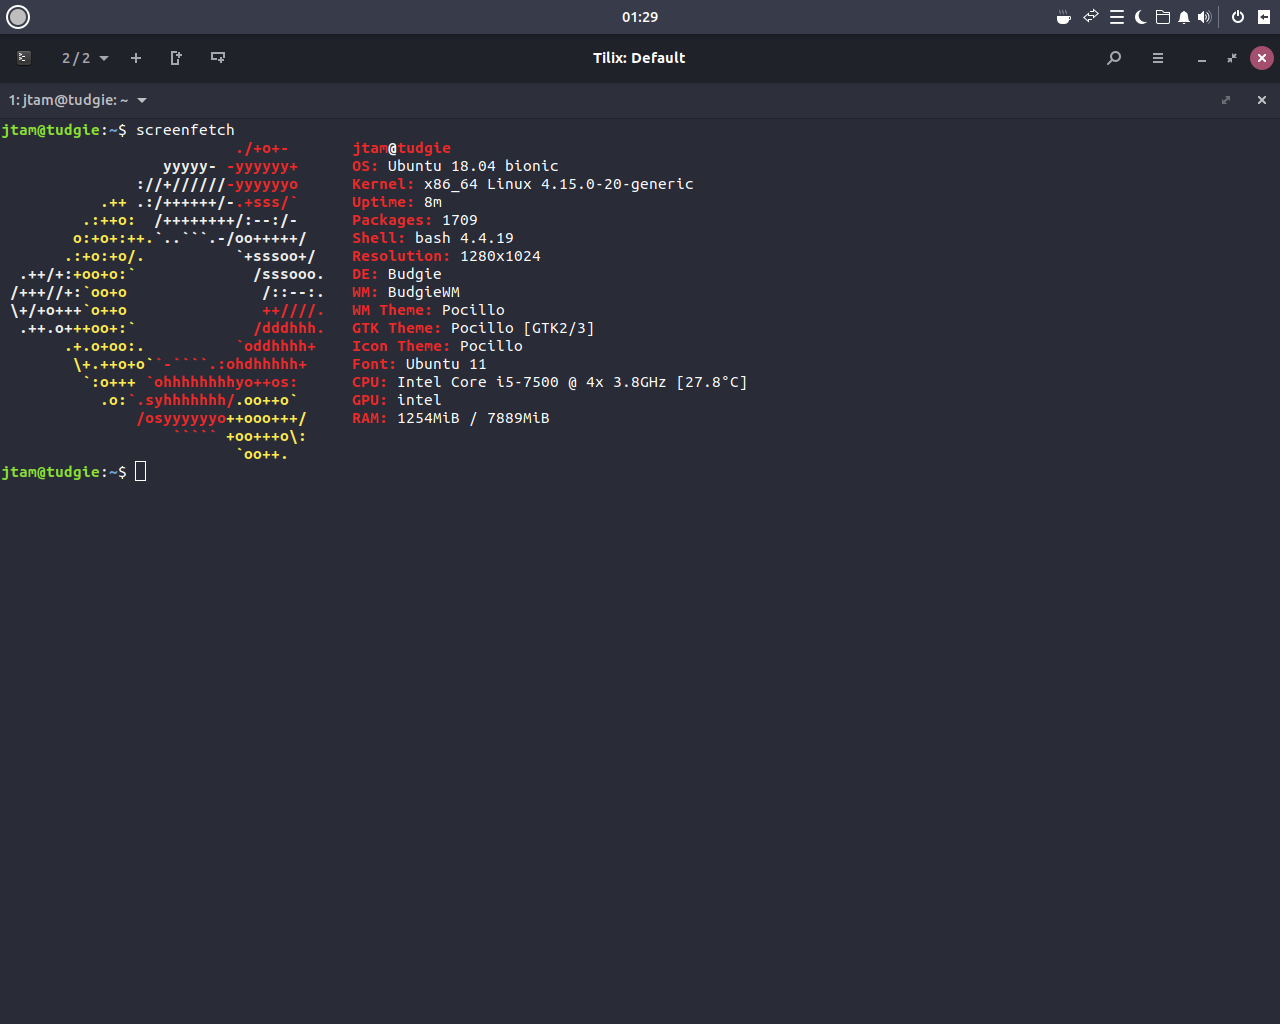 01:29
2 / 2
Tilix: Default
1: jtam@tudgie: ~
jtam@tudgie:~$ screenfetch
                          ./+o+-       jtam@tudgie
                  yyyyy- -yyyyyy+      OS: Ubuntu 18.04 bionic
               ://+//////-yyyyyyo      Kernel: x86_64 Linux 4.15.0-20-generic
           .++ .:/++++++/-.+sss/`      Uptime: 8m
         .:++o:  /++++++++/:--:/-      Packages: 1709
        o:+o+:++.`..```.-/oo+++++/     Shell: bash 4.4.19
       .:+o:+o/.          `+sssoo+/    Resolution: 1280x1024
  .++/+:+oo+o:`             /sssooo.   DE: Budgie
 /+++//+:`oo+o               /::--:.   WM: BudgieWM
 \+/+o+++`o++o               ++////.   WM Theme: Pocillo
  .++.o+++oo+:`             /dddhhh.   GTK Theme: Pocillo [GTK2/3]
       .+.o+oo:.          `oddhhhh+    Icon Theme: Pocillo
        \+.++o+o``-````.:ohdhhhhh+     Font: Ubuntu 11
         `:o+++ `ohhhhhhhhyo++os:      CPU: Intel Core i5-7500 @ 4x 3.8GHz [27.8°C]
           .o:`.syhhhhhhh/.oo++o`      GPU: intel
               /osyyyyyyo++ooo+++/     RAM: 1254MiB / 7889MiB
                   ````` +oo+++o\:
                          `oo++.
jtam@tudgie:~$